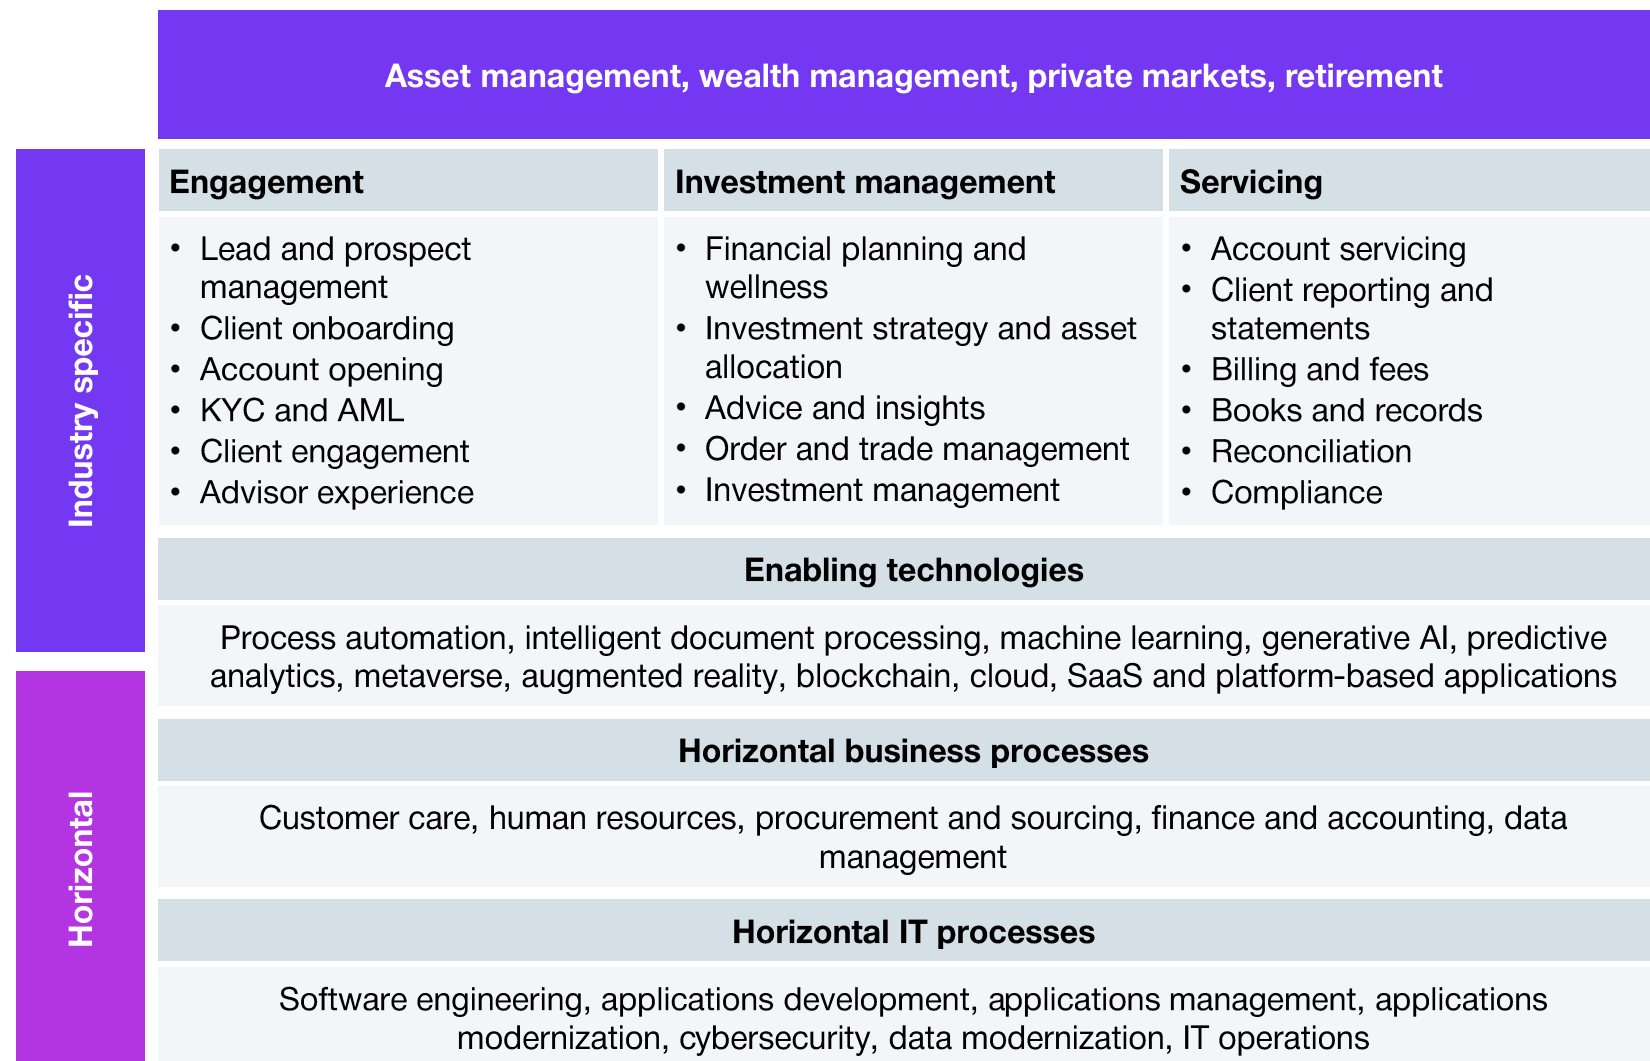 Asset management, wealth management, private markets, retirement
Industry specific
Engagement
• Lead and prospect
management
• Client onboarding
• Account opening
• KYC and AML
• Client engagement
• Advisor experience
Investment management
• Financial planning and
wellness
• Investment strategy and asset
allocation
• Advice and insights
• Order and trade management
• Investment management
Servicing
• Account servicing
• Client reporting and
statements
• Billing and fees
• Books and records
• Reconciliation
• Compliance
Enabling technologies
Process automation, intelligent document processing, machine learning, generative AI, predictive
analytics, metaverse, augmented reality, blockchain, cloud, SaaS and platform-based applications
Horizontal
Horizontal business processes
Customer care, human resources, procurement and sourcing, finance and accounting, data
management
Horizontal IT processes
Software engineering, applications development, applications management, applications
modernization, cybersecurity, data modernization, IT operations